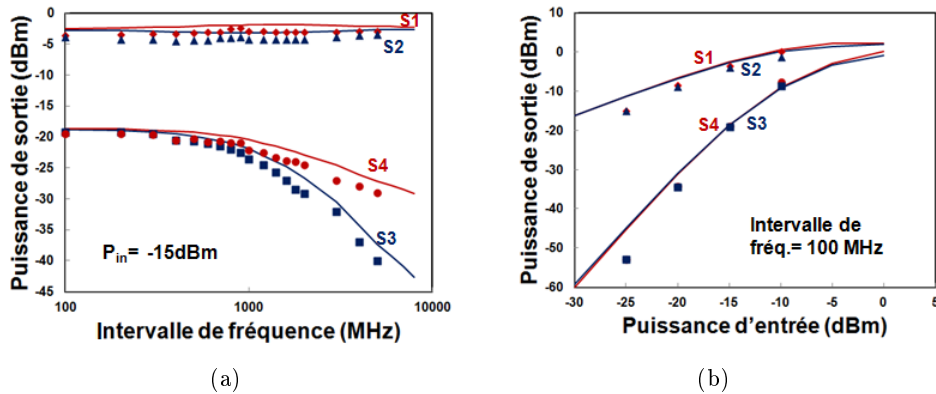 Puissance de sortie (dBm)
0
-5
-10
-15
-20
-25
-30
-35
-40
-45
S1
S2
S4
S3
Pin= -15dBm
100
1000
10000
Intervalle de fréquence (MHz)
(a)
Puissance de sortie (dBm)
10
0
-10
-20
-30
-40
-50
-60
S1
S2
S4
S3
Intervalle de
fréq.= 100 MHz
-30
-25
-20
-15
-10
-5
0
5
Puissance d'entrée (dBm)
(b)